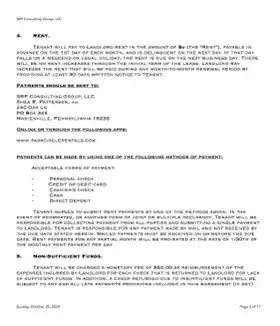 SRP Consulting Group, LLC
4. Rent.
Tenant will pay to Landlord rent in the amount of $0 (the "Rent"), payable in
advance on the 1st day of each month, and is delinquent on the next day. If that day
falls on a weekend or legal holiday, the rent is due on the next business day. There
will be no rent increases through the initial term of the Lease. Landlord may
increase the rent that will be paid during any month-to-month renewal period by
providing at least 30 days written notice to Tenant.
Payments should be sent to:
SRP Consulting Group, LLC
Shea R. Patterson,
240 Oak Ln
PO Box
Marienville, Pennsylvania 16239
Online or through the following apps:
Payments can be made by using one of the following methods of payment:
Acceptable forms of payment:
- Personal check
- Credit or debit card
- Cashier's check
- Cash
- Direct Deposit
Tenant agrees to submit rent payments by one of the methods above. In the
event of roommates, or another form of joint or multiple occupancy, Tenant will be
responsible for collecting payment from all parties and submitting a single payment
to Landlord. Tenant is responsible for any payment made by mail and not received by
the due date stated herein. Mailed payments must be received on or before the due
date. Rent payments for any partial month will be pro-rated at the rate of 1/30th of
the monthly rent payment per day.
5. Non-Sufficient Funds.
Tenant will be charged a monetary fee of $50.00 as reimbursement of the
expenses incurred by Landlord for each check that is returned to Landlord for lack
of sufficient funds. In addition, a check returned due to insufficient funds will be
subject to any and all late payments provisions included in this Agreement (if any).
Sunday, October 20, 2024
Page 2 of 17